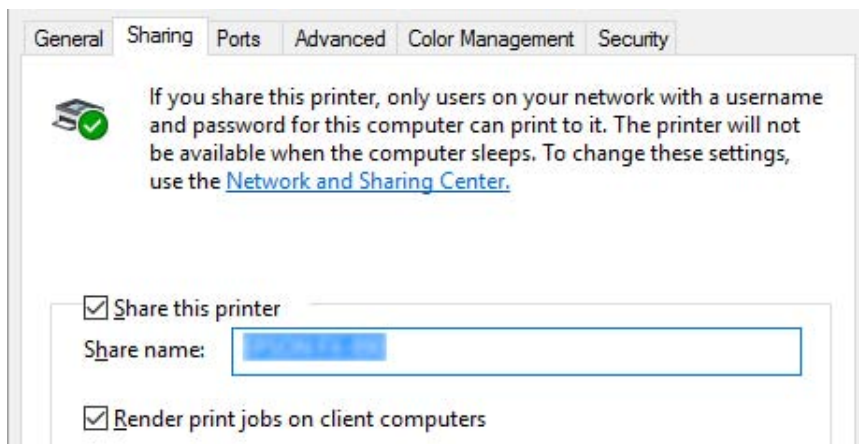 General Sharing Ports Advanced Color Management Security
If you share this printer, only users on your network with a username
and password for this computer can print to it. The printer will not
be available when the computer sleeps. To change these settings,
use the Network and Sharing Center.
Share this printer
Share name:
Render print jobs on client computers